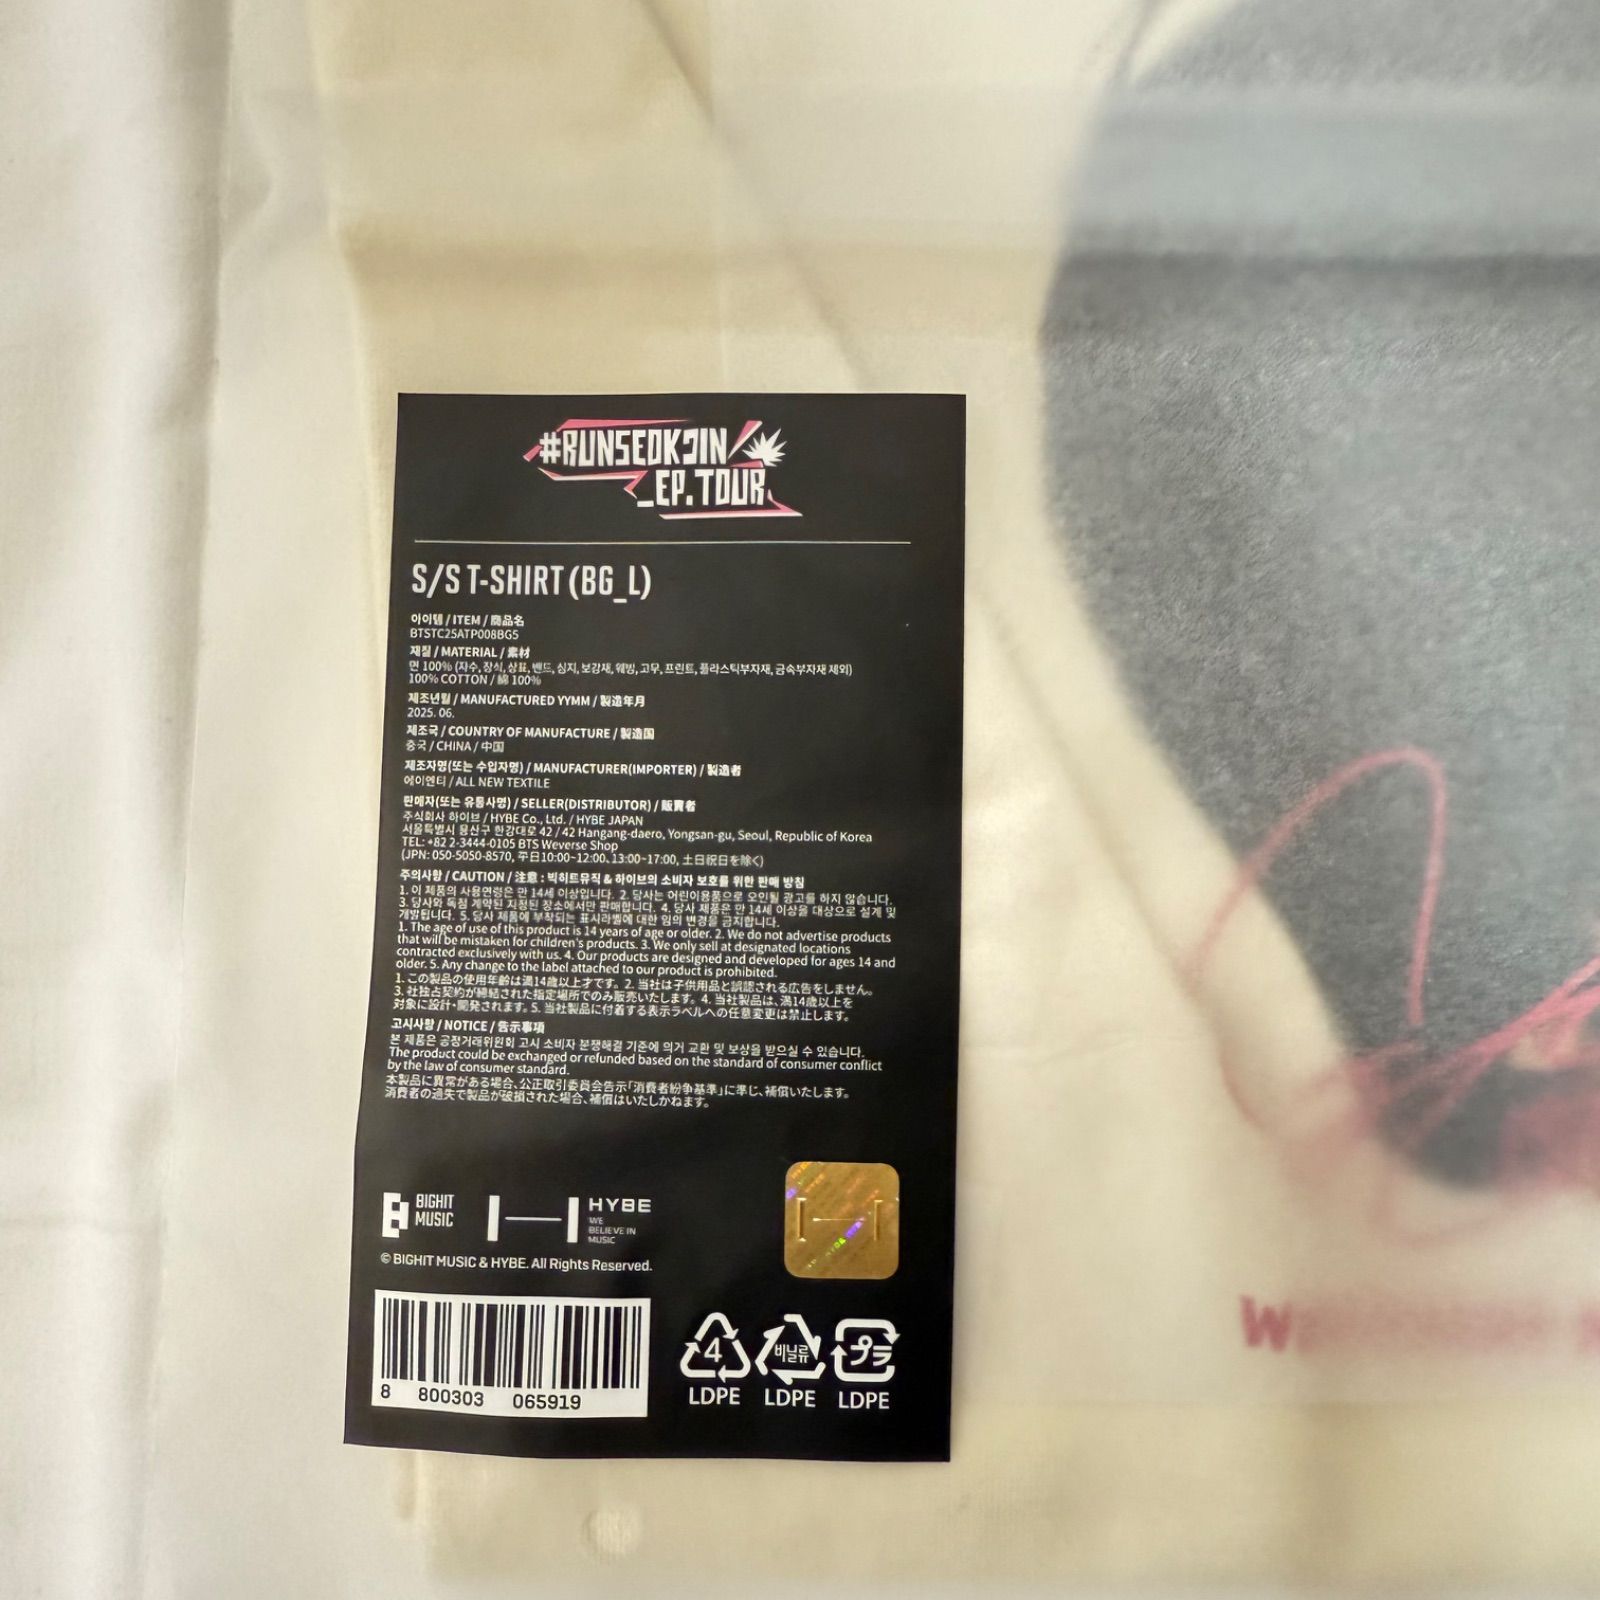 #RUNSEOKJIN
_EP.TOUR
S/S T-SHIRT (BG_L)
아이템 / ITEM / 商品名
BTSTC25ATP008BG5
재질 / MATERIAL / 素材
면 100% (자수, 장식, 상표, 밴드, 심지, 보강재, 웨빙, 고무, 프린트, 플라스틱부자재, 금속부자재 제외)
100% COTTON / 綿 100%
제조년월 / MANUFACTURED YYMM / 製造年月
2025. 06.
제조국 / COUNTRY OF MANUFACTURE / 製造国
중국 / CHINA / 中国
제조자명(또는 수입자명) / MANUFACTURER(IMPORTER) / 製造者
에이엔티 / ALL NEW TEXTILE
판매자(또는 유통사명) / SELLER(DISTRIBUTOR) / 販売者
주식회사 하이브 / HYBE Co., Ltd. / HYBE JAPAN
서울특별시 용산구 한강대로 42 / 42 Hangang-daero, Yongsan-gu, Seoul, Republic of Korea
TEL: +82 2-3444-0105 BTS Weverse Shop
(JPN: 050-5050-8570, 平日10:00~12:00、13:00~17:00, 土日祝日を除く)
주의사항 / CAUTION / 注意 : 빅히트뮤직 & 하이브의 소비자 보호를 위한 판매 방침
1. 이 제품의 사용연령은 만 14세 이상입니다. 2. 당사는 어린이용품으로 오인될 광고를 하지 않습니다.
3. 당사와 독점 계약된 지정된 장소에서만 판매합니다. 4. 당사 제품은 만 14세 이상을 대상으로 설계 및
개발됩니다. 5. 당사 제품에 부착되는 표시라벨에 대한 임의 변경을 금지합니다.
1. The age of use of this product is 14 years of age or older. 2. We do not advertise products
that will be mistaken for children's products. 3. We only sell at designated locations
contracted exclusively with us. 4. Our products are designed and developed for ages 14 and
older. 5. Any change to the label attached to our product is prohibited.
1. この製品の使用年齢は満14歳以上才です。2. 当社は子供用品と誤認される広告をしません。
3. 社独占契約が締結された指定場所でのみ販売いたします。4. 当社製品は、満14歳以上を
対象に設計・開発されます。5. 当社製品に付着する表示ラベルへの任意変更は禁止します。
고시사항 / NOTICE / 告示事項
본 제품은 공정거래위원회 고시 소비자 분쟁해결 기준에 의거 교환 및 보상을 받으실 수 있습니다.
The product could be exchanged or refunded based on the standard of consumer conflict
by the law of consumer standard.
本製品に異常がある場合、公正取引委員会告示「消費者紛争基準」に準じ、補償いたします。
消費者の過失で製品が破損された場合、補償はいたしかねます。
BIGHIT
MUSIC
HYBE
WE
BELIEVE IN
MUSIC
© BIGHIT MUSIC & HYBE. All Rights Reserved.
8 800303 065919
4
LDPE
비닐류
LDPE
プラ
LDPE
W